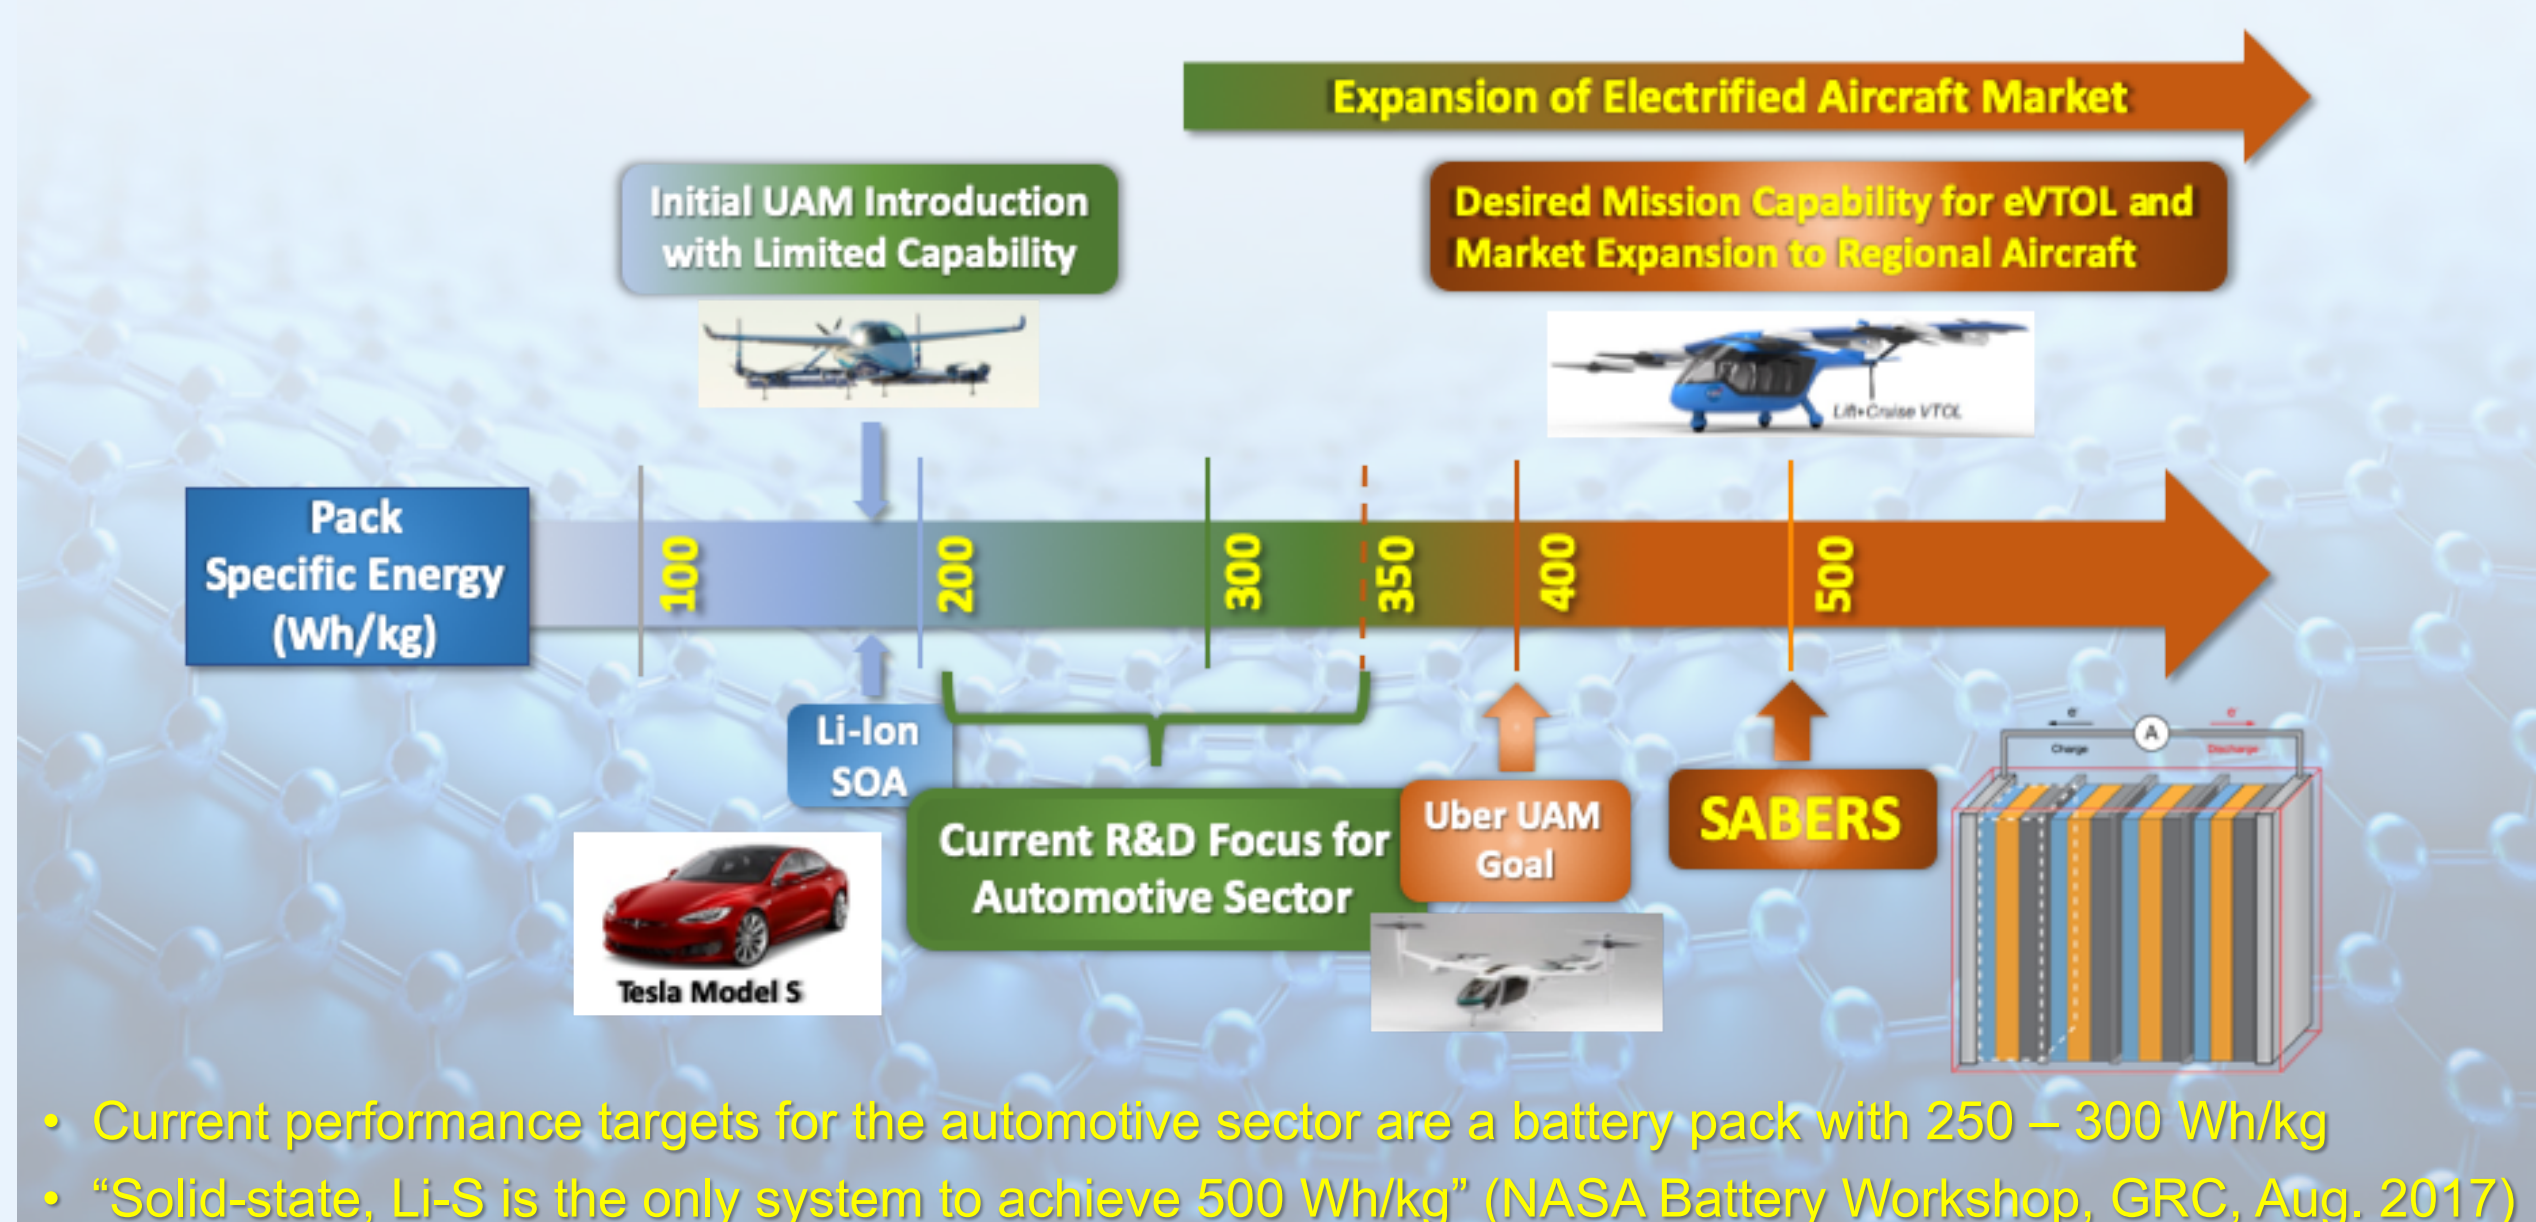 Expansion of Electrified Aircraft Market
Initial UAM Introduction
with Limited Capability
Desired Mission Capability for eVTOL and
Market Expansion to Regional Aircraft
Lift+Cruise VTOL
Pack
Specific Energy
(Wh/kg)
100
200
300
350
400
500
Li-Ion
SOA
Current R&D Focus for
Automotive Sector
Uber UAM
Goal
SABERS
Tesla Model S
e-
e-
A
Charge
Discharge
• Current performance targets for the automotive sector are a battery pack with 250 – 300 Wh/kg
• “Solid-state, Li-S is the only system to achieve 500 Wh/kg” (NASA Battery Workshop, GRC, Aug. 2017)